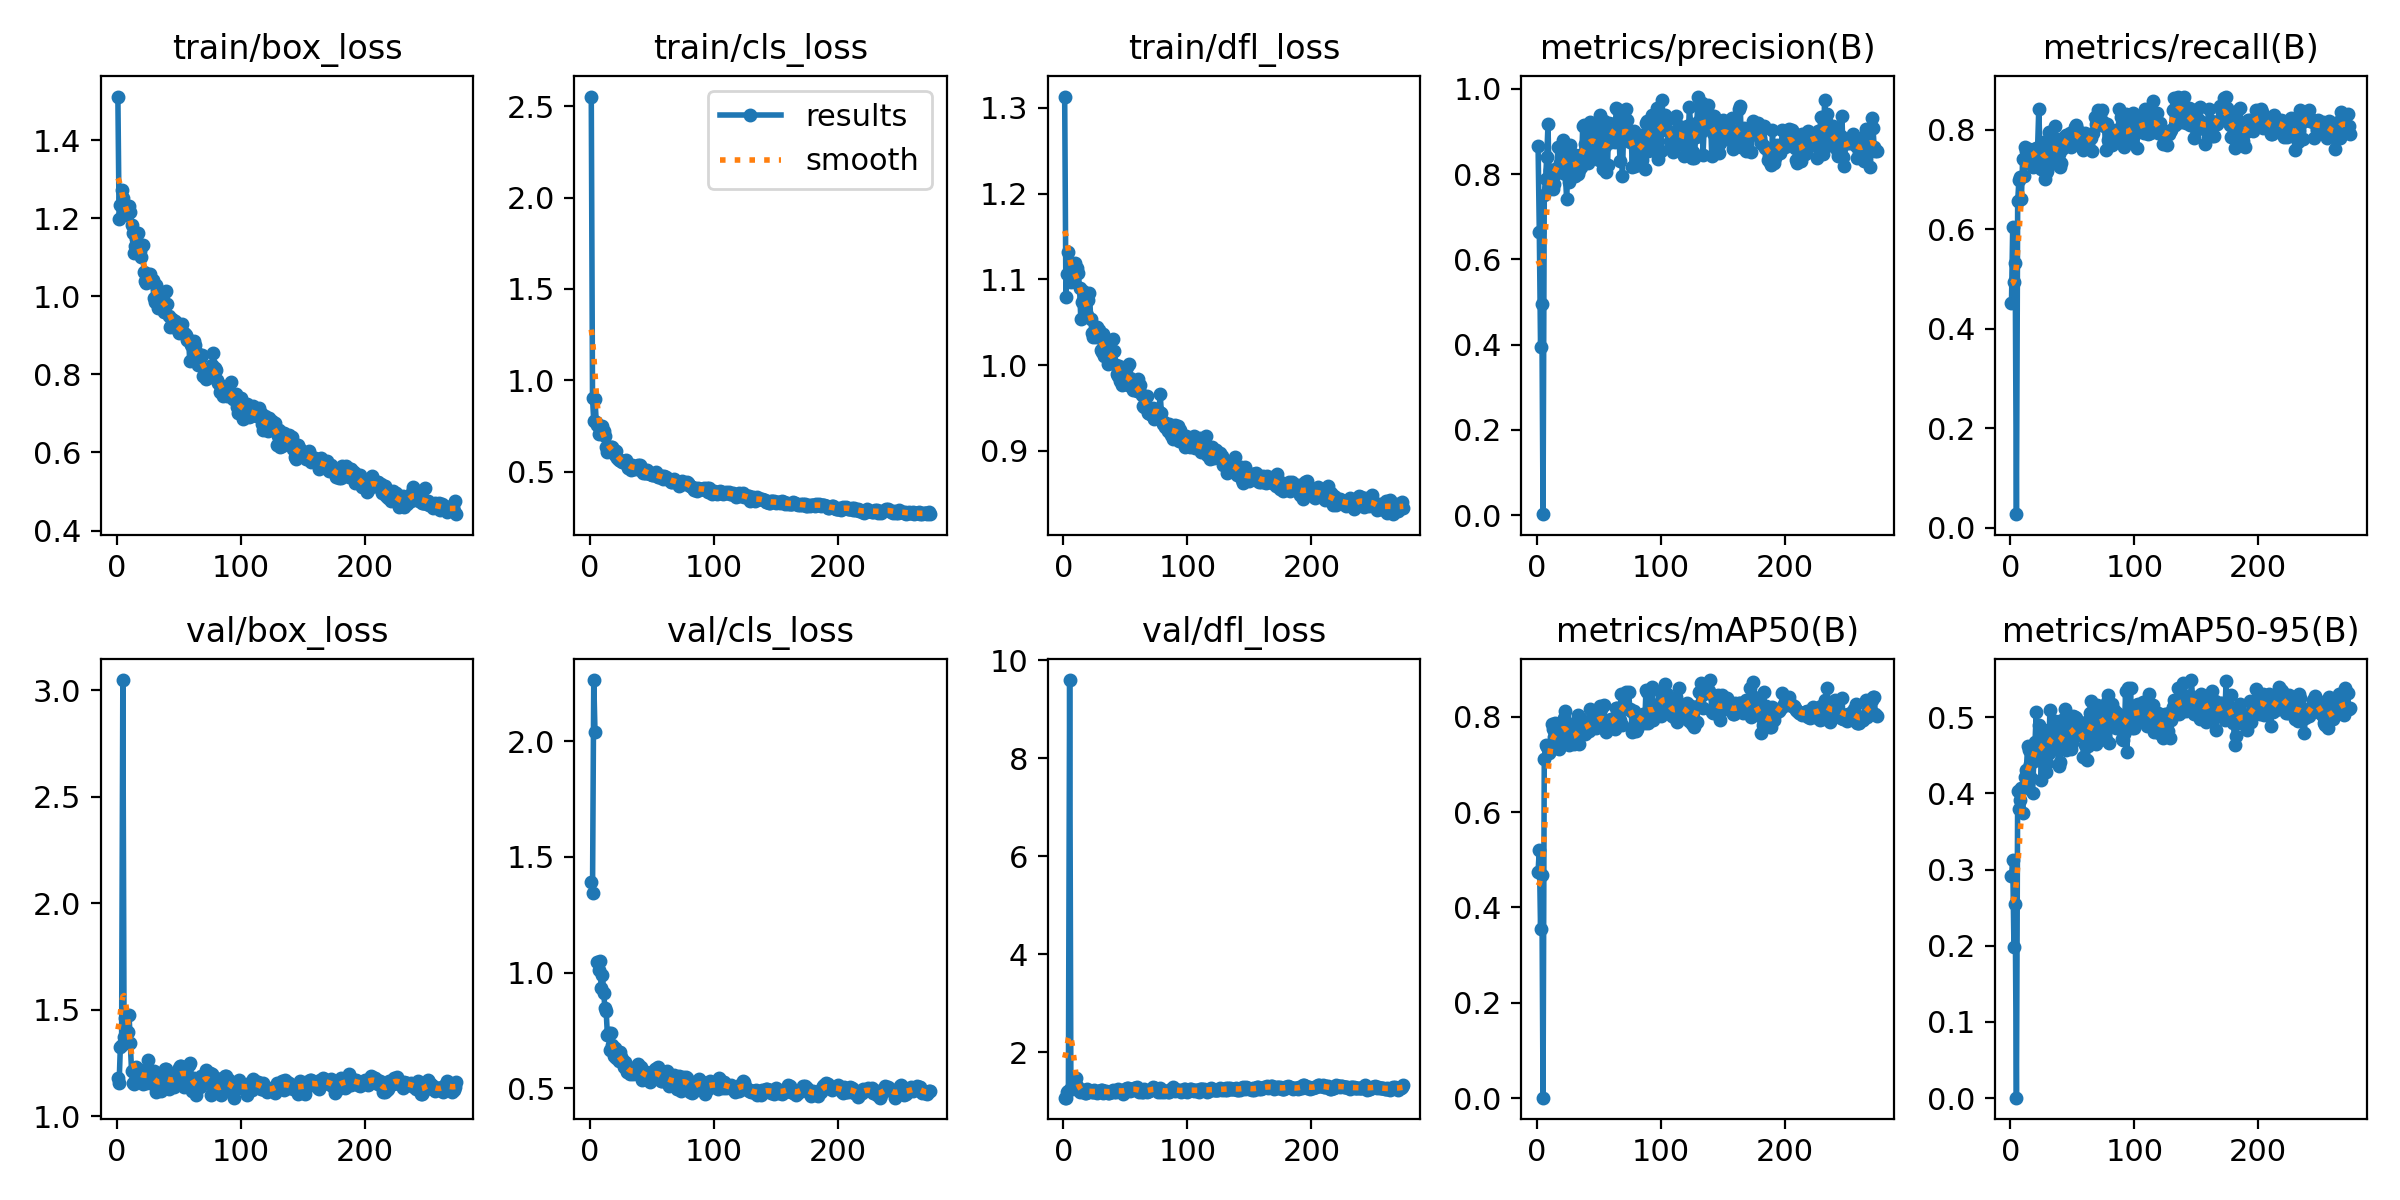 train/box_loss
1.4
1.2
1.0
0.8
0.6
0.4
0 100 200
train/cls_loss
results
smooth
2.5
2.0
1.5
1.0
0.5
0 100 200
train/dfl_loss
1.3
1.2
1.1
1.0
0.9
0 100 200
metrics/precision(B)
1.0
0.8
0.6
0.4
0.2
0.0
0 100 200
metrics/recall(B)
0.8
0.6
0.4
0.2
0.0
0 100 200
val/box_loss
3.0
2.5
2.0
1.5
1.0
0 100 200
val/cls_loss
2.0
1.5
1.0
0.5
0 100 200
val/dfl_loss
10
8
6
4
2
0 100 200
metrics/mAP50(B)
0.8
0.6
0.4
0.2
0.0
0 100 200
metrics/mAP50-95(B)
0.5
0.4
0.3
0.2
0.1
0.0
0 100 200